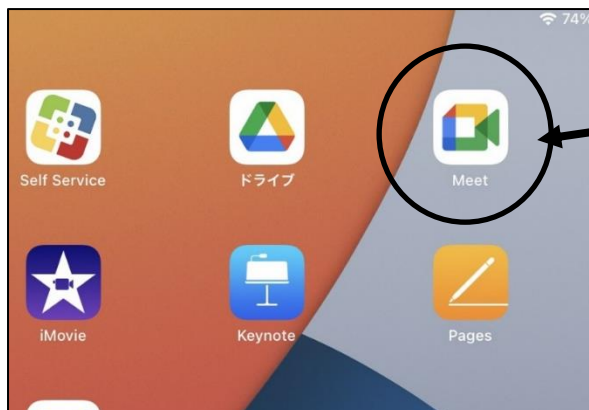 74%
Self Service
ドライブ
Meet
iMovie
Keynote
Pages